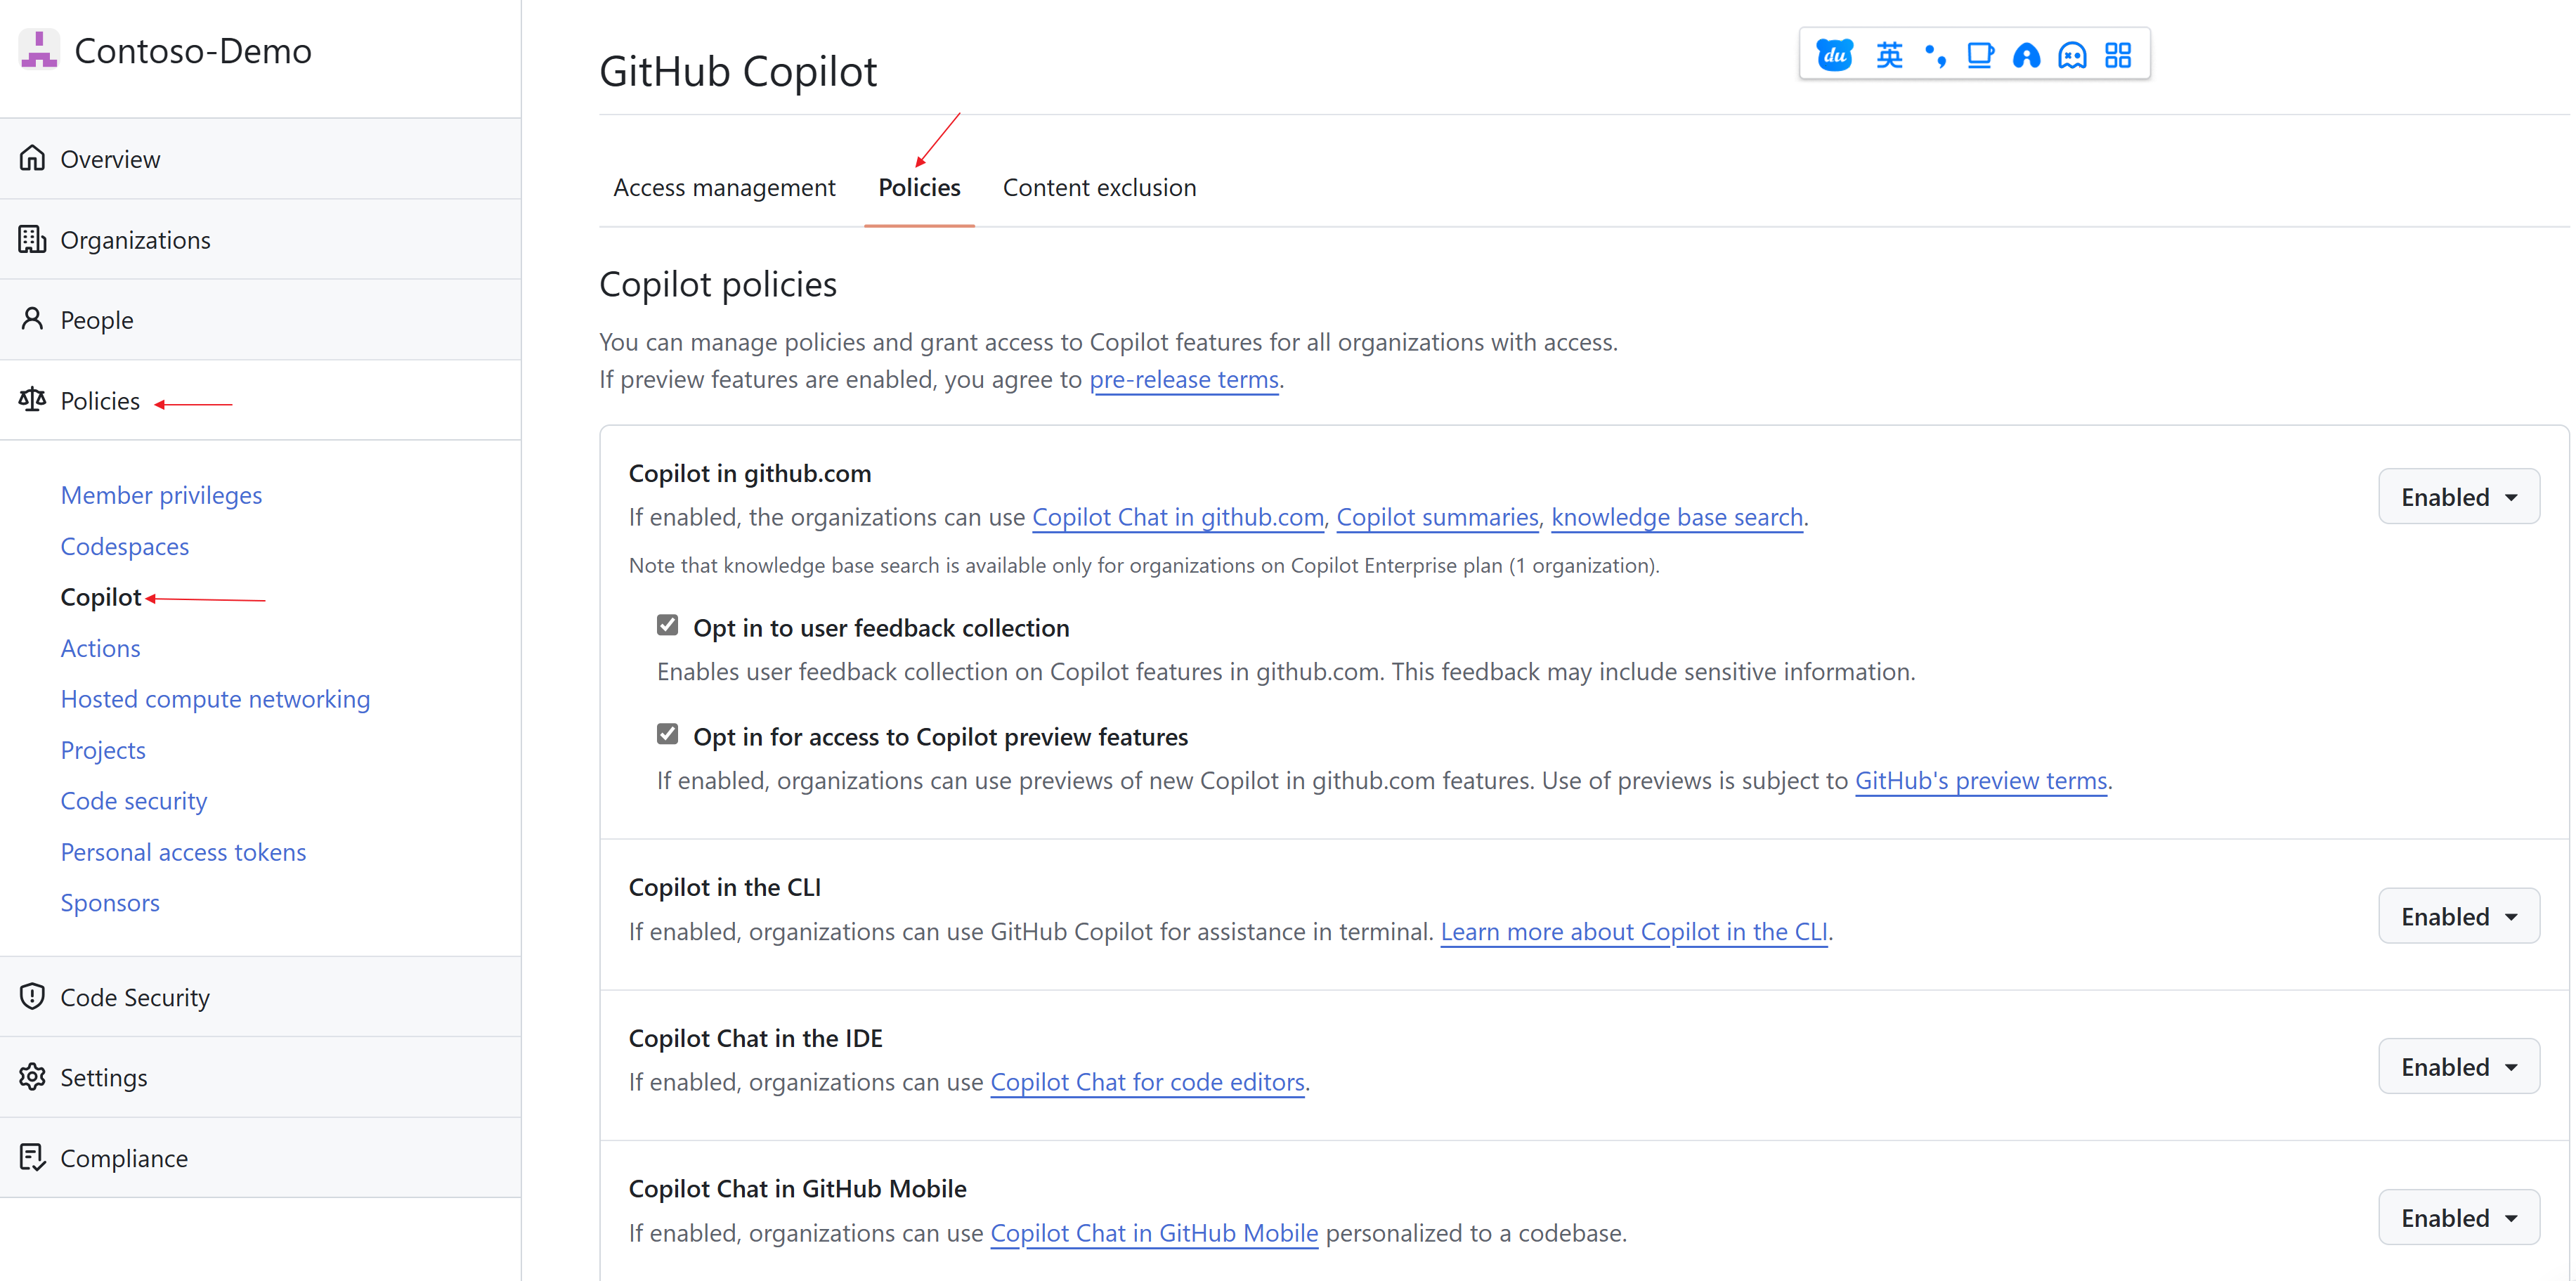 Contoso-Demo
Overview
Organizations
People
Policies
Member privileges
Codespaces
Copilot
Actions
Hosted compute networking
Projects
Code security
Personal access tokens
Sponsors
Code Security
Settings
Compliance
GitHub Copilot
du 英
Access management Policies Content exclusion
Copilot policies
You can manage policies and grant access to Copilot features for all organizations with access.
If preview features are enabled, you agree to pre-release terms.
Copilot in github.com
Enabled
If enabled, the organizations can use Copilot Chat in github.com, Copilot summaries, knowledge base search.
Note that knowledge base search is available only for organizations on Copilot Enterprise plan (1 organization).
Opt in to user feedback collection
Enables user feedback collection on Copilot features in github.com. This feedback may include sensitive information.
Opt in for access to Copilot preview features
If enabled, organizations can use previews of new Copilot in github.com features. Use of previews is subject to GitHub's preview terms.
Copilot in the CLI
Enabled
If enabled, organizations can use GitHub Copilot for assistance in terminal. Learn more about Copilot in the CLI.
Copilot Chat in the IDE
Enabled
If enabled, organizations can use Copilot Chat for code editors.
Copilot Chat in GitHub Mobile
Enabled
If enabled, organizations can use Copilot Chat in GitHub Mobile personalized to a codebase.